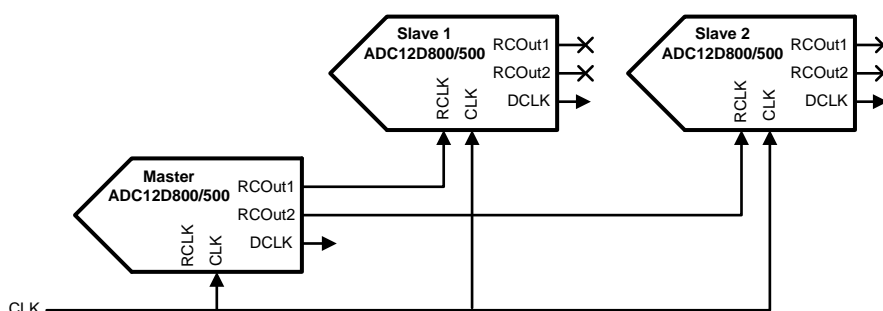 Slave 1
ADC12D800/500
RCOut1
RCOut2
DCLK
RCLK
CLK
Slave 2
ADC12D800/500
RCOut1
RCOut2
DCLK
RCLK
CLK
Master
ADC12D800/500
RCOut1
RCOut2
DCLK
RCLK
CLK
CLK